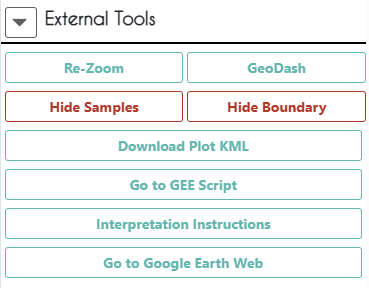 External Tools
Re-Zoom GeoDash
Hide Samples Hide Boundary
Download Plot KML
Go to GEE Script
Interpretation Instructions
Go to Google Earth Web